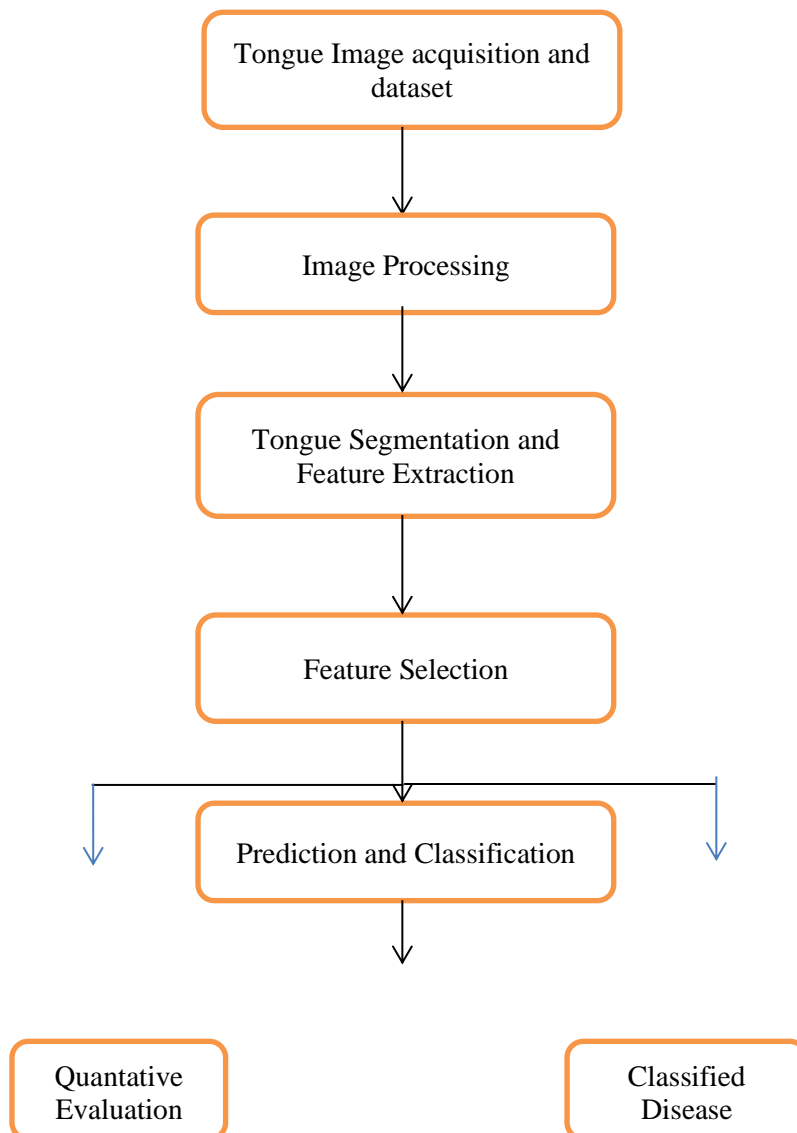 Tongue Image acquisition and
dataset
Image Processing
Tongue Segmentation and
Feature Extraction
Feature Selection
Prediction and Classification
Quantative
Evaluation
Classified
Disease